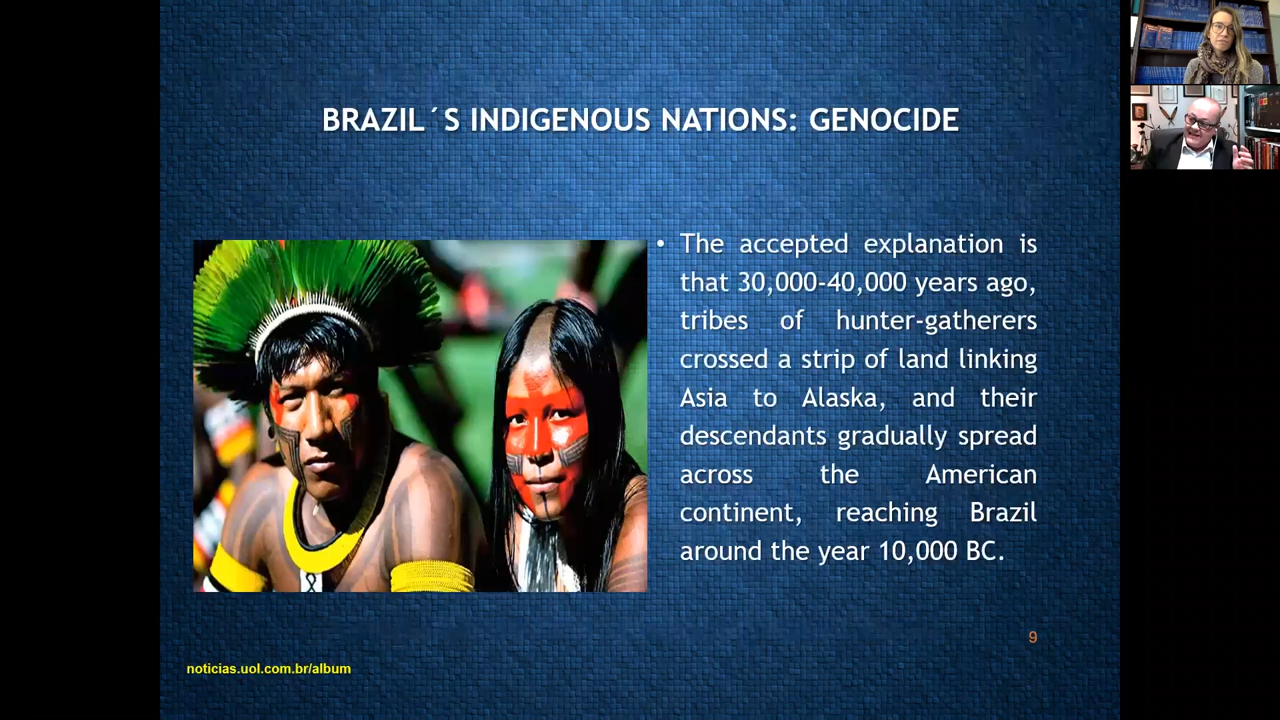 BRAZIL´S INDIGENOUS NATIONS: GENOCIDE
• The accepted explanation is
that 30,000-40,000 years ago,
tribes of hunter-gatherers
crossed a strip of land linking
Asia to Alaska, and their
descendants gradually spread
across the American
continent, reaching Brazil
around the year 10,000 BC.
9
noticias.uol.com.br/album